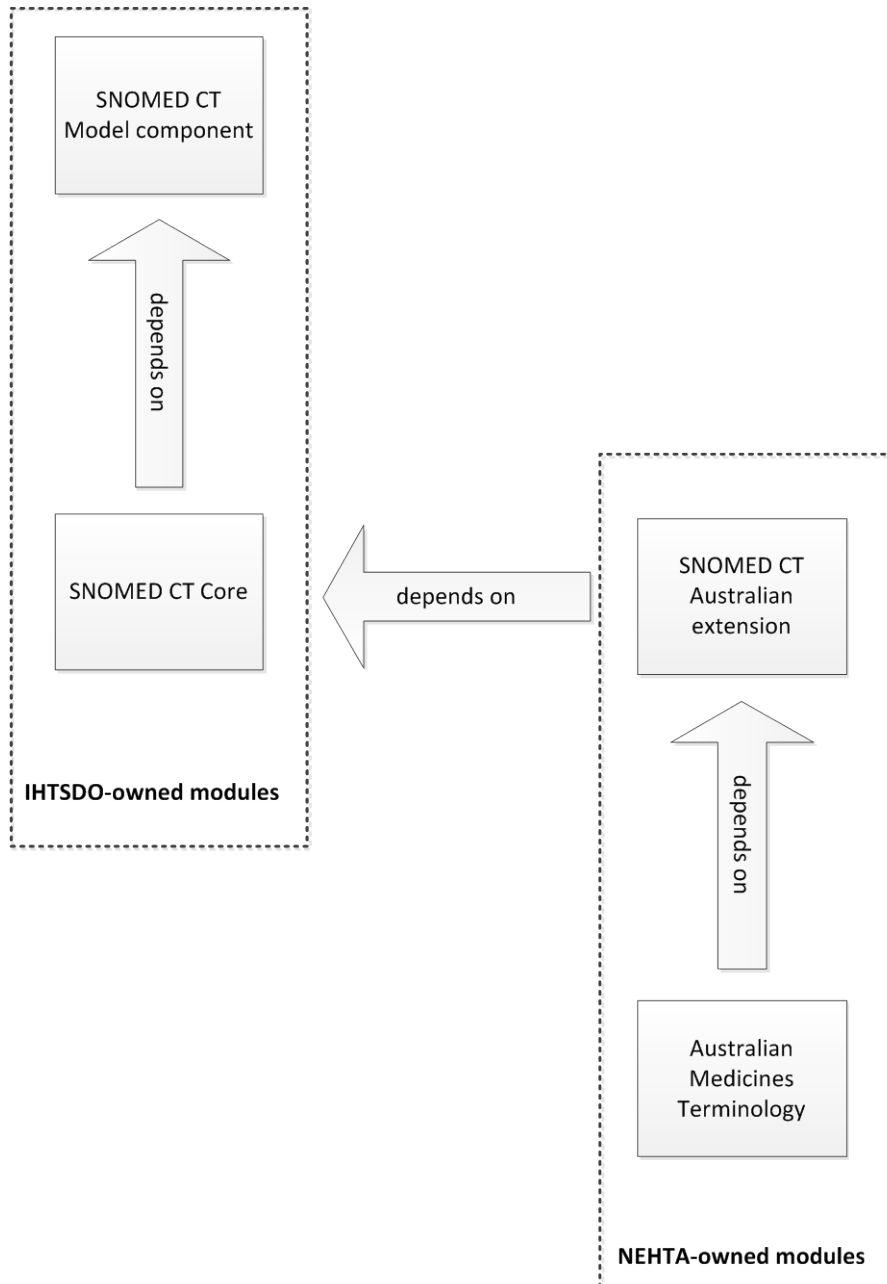 SNOMED CT
Model component
depends on
SNOMED CT Core
IHTSDO-owned modules
depends on
SNOMED CT
Australian
extension
depends on
Australian
Medicines
Terminology
NEHTA-owned modules